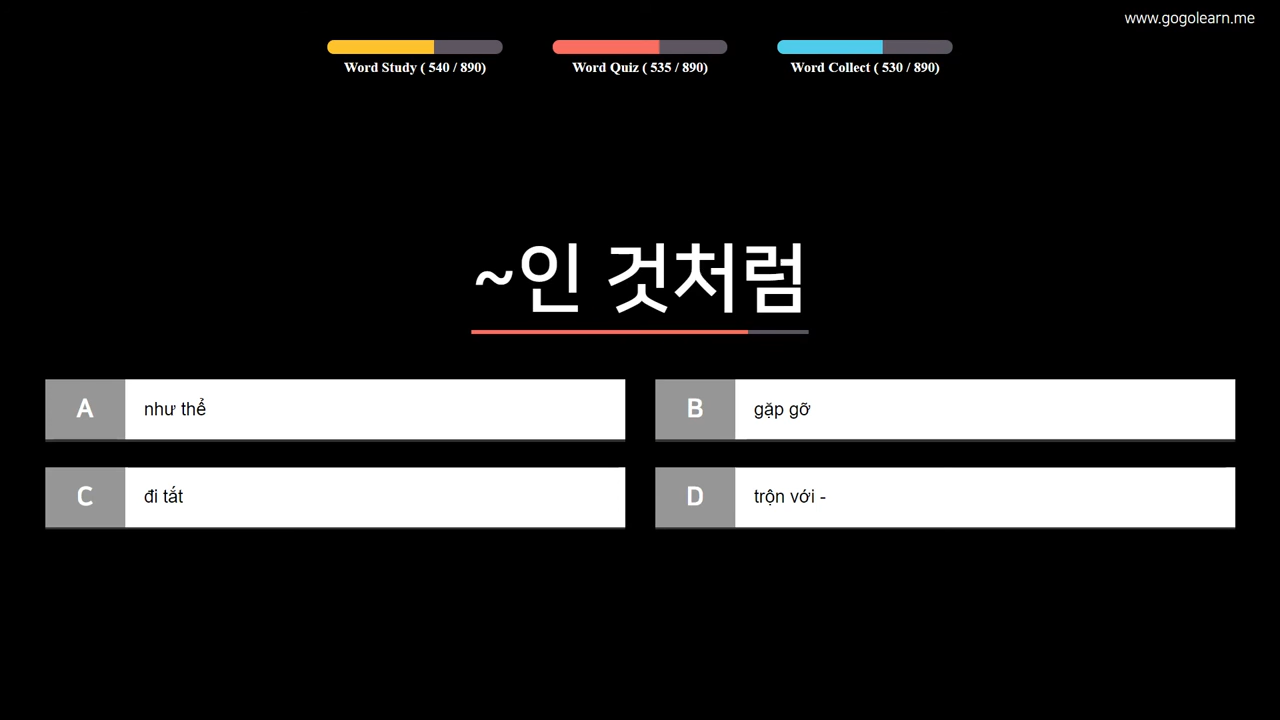 www.gogolearn.me
Word Study ( 540 / 890)
Word Quiz ( 535 / 890)
Word Collect ( 530 / 890)
~인 것처럼
A như thể
B gặp gỡ
C đi tắt
D trộn với -